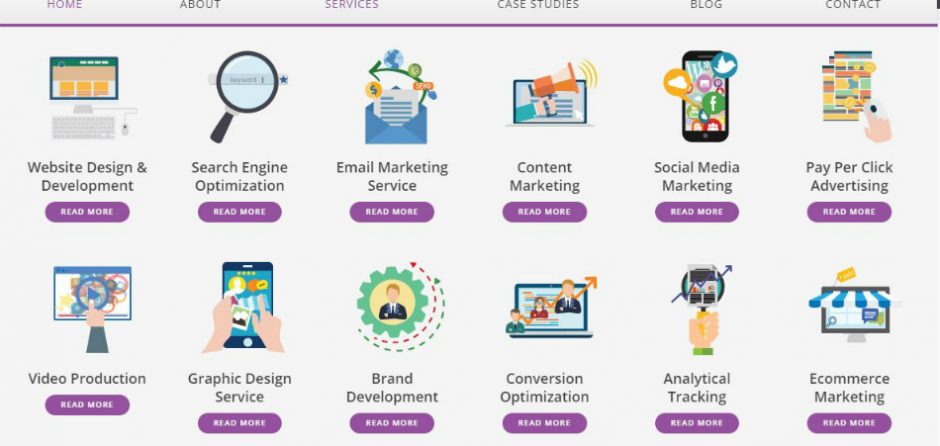 HOME ABOUT SERVICES CASE STUDIES BLOG CONTACT
keyword
SEND
Website Design & Search Engine Email Marketing Content Social Media Pay Per Click
Development Optimization Service Marketing Marketing Advertising
READ MORE READ MORE READ MORE READ MORE READ MORE READ MORE
Video Production Graphic Design Brand Conversion Analytical Ecommerce
Service Development Optimization Tracking Marketing
READ MORE READ MORE READ MORE READ MORE READ MORE READ MORE